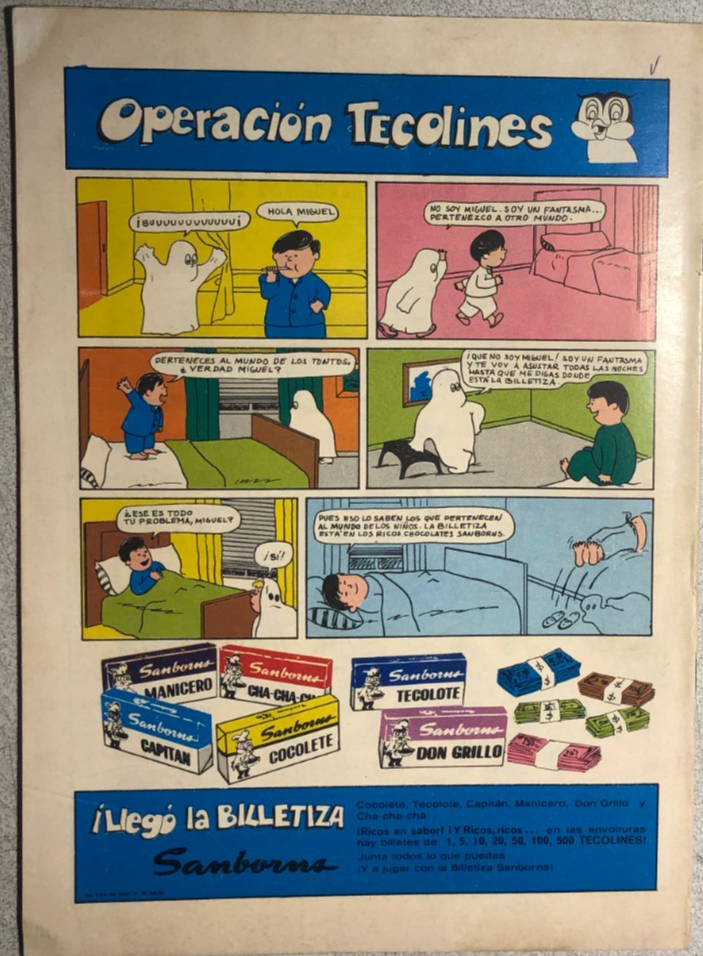 Operación TECOlines
¡BUUUUUUUUUUUU¡
HOLA MIGUEL
NO SOY MIGUEL. SOY UN FANTASMA...
PERTENEZCO A OTRO MUNDO.
PERTENECES AL MUNDO DE LOS TONTOS,
¿VERDAD MIGUEL?
¡QUE NO SOY MIGUEL! SOY UN FANTASMA
Y TE VOY A ASUSTAR TODAS LAS NOCHES
HASTA QUE ME DIGAS DONDE
ESTÁ LA BILLETIZA.
¿ESE ES TODO
TU PROBLEMA, MIGUEL?
¡SI!
PUES ESO LO SABEN LOS QUE PERTENECEN
AL MUNDO DE LOS NIÑOS. LA BILLETIZA
ESTÁ EN LOS RICOS CHOCOLATES SANBORNS.
Sanborns
MANICERO
Sanborns
CHA-CHA-CH
Sanborns
TECOLOTE
Sanborns
CAPITAN
Sanborns
COCOLETE
Sanborns
DON GRILLO
¡Llegó la BILLETIZA
Sanborns
Cocolete, Tecolote, Capitán, Manicero, Don Grillo y
Cha-cha-chá
¡Ricos en sabor! ¡Y Ricos, ricos... en las envolturas
hay billetes de 1, 5, 10, 20, 50, 100, 500 TECOLINES!
Junta todos lo que puedas
¡Y a jugar con la Billetiza Sanborns!